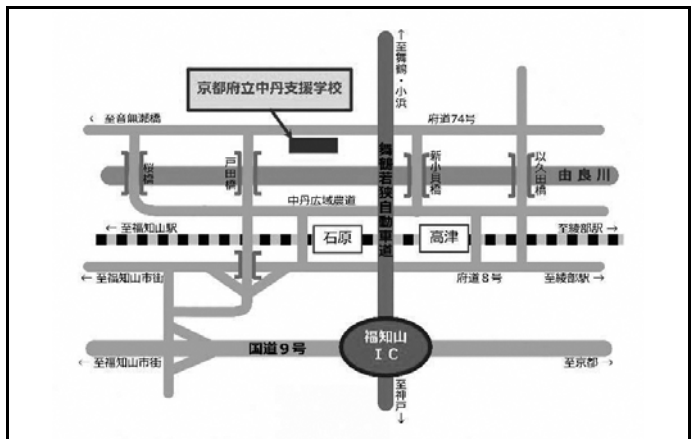 ↑至舞鶴・小浜
京都府立中丹支援学校
← 至音無瀬橋
府道74号
桜橋
戸田橋
舞鶴若狭自動車道
新小貝橋
以久田橋
由良川
中丹広域農道
← 至福知山駅
石原
高津
至綾部駅 →
← 至福知山市街
府道8号
至綾部駅→
国道9号
福知山
IC
← 至福知山市街
至神戸↓
至京都 →